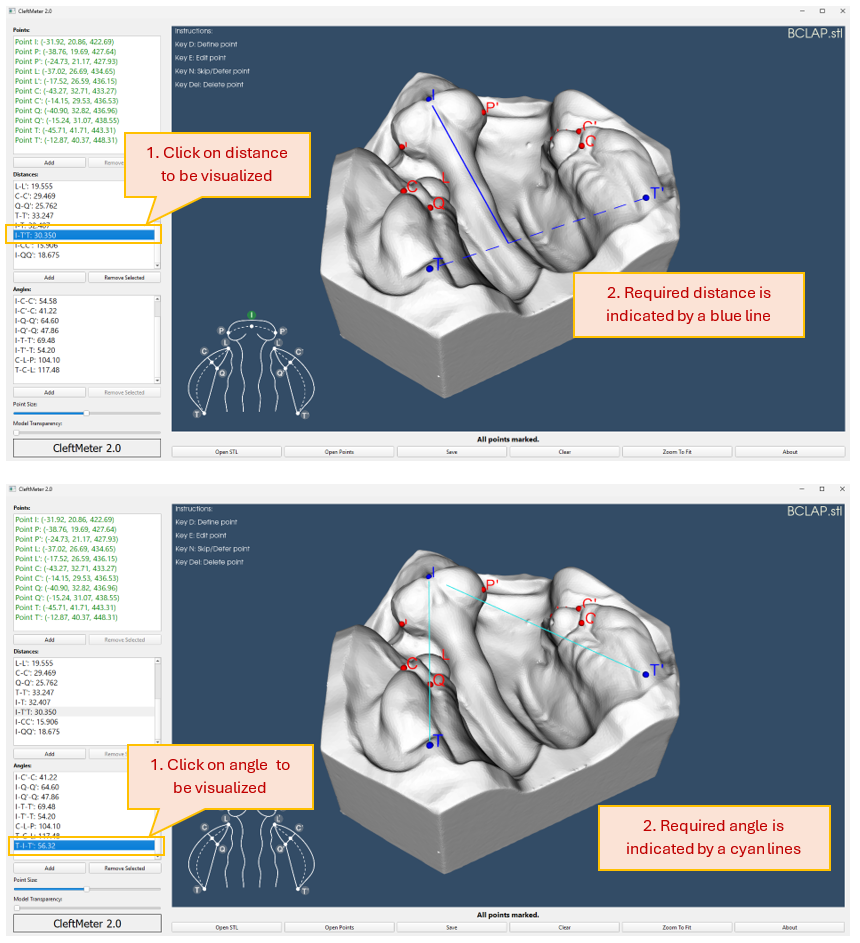 CleftMeter 2.0
Points:
Point I: (-31.92, 20.86, 422.69)
Point P: (-38.76, 19.69, 427.64)
Point P': (-24.73, 21.17, 427.93)
Point L: (-37.02, 26.69, 434.65)
Point L': (-17.52, 26.59, 436.15)
Point C: (-43.27, 32.71, 433.27)
Point C': (-14.15, 29.53, 436.53)
Point Q: (-40.90, 32.82, 436.96)
Point Q': (-15.24, 31.07, 438.55)
Point T: (-45.71, 41.71, 443.31)
Point T': (-12.87, 40.37, 448.31)
Add
Distances:
L-L': 19.555
C-C': 29.469
Q-Q': 25.762
T-T': 33.247
I-T: 32.407
I-T'T: 30.350
I-CC': 15.906
I-QQ': 18.675
Add Remove Selected
Angles:
I-C-C': 54.58
I-C'-C: 41.22
I-Q-Q': 64.60
I-Q'-Q: 47.86
I-T-T': 69.48
I-T'-T: 54.20
C-L-P: 104.10
T-C-L: 117.48
Add Remove Selected
Point Size:
Model Transparency:
CleftMeter 2.0
Instructions:
Key D: Define point
Key E: Edit point
Key N: Skip/Defer point
Key Del: Delete point
BCLAP.stl
I
P'
C'
C
L
C
Q
T'
T
1. Click on distance
to be visualized
2. Required distance is
indicated by a blue line
I
P P'
L L'
C C'
Q Q'
T T'
All points marked.
Open STL Open Points Save Clear Zoom To Fit About
CleftMeter 2.0
Points:
Point I: (-31.92, 20.86, 422.69)
Point P: (-38.76, 19.69, 427.64)
Point P': (-24.73, 21.17, 427.93)
Point L: (-37.02, 26.69, 434.65)
Point L': (-17.52, 26.59, 436.15)
Point C: (-43.27, 32.71, 433.27)
Point C': (-14.15, 29.53, 436.53)
Point Q: (-40.90, 32.82, 436.96)
Point Q': (-15.24, 31.07, 438.55)
Point T: (-45.71, 41.71, 443.31)
Point T': (-12.87, 40.37, 448.31)
Add Remove Selected
Distances:
L-L': 19.555
C-C': 29.469
Q-Q': 25.762
T-T': 33.247
I-T: 32.407
I-T'T: 30.350
I-CC': 15.906
I-QQ': 18.675
Add
Angles:
I-C'-C: 41.22
I-Q-Q': 64.60
I-Q'-Q: 47.86
I-T-T': 69.48
I-T'-T: 54.20
C-L-P: 104.10
T-C-L: 117.48
T-I-T': 56.32
Add Remove Selected
Point Size
Model Transparency:
CleftMeter 2.0
Instructions:
Key D: Define point
Key E: Edit point
Key N: Skip/Defer point
Key Del: Delete point
BCLAP.stl
I
P'
C'
C
L
C
Q
T'
T
1. Click on angle to
be visualized
2. Required angle is
indicated by a cyan lines
L L'
C C'
Q Q'
T T'
All points marked.
Open STL Open Points Save Clear Zoom To Fit About